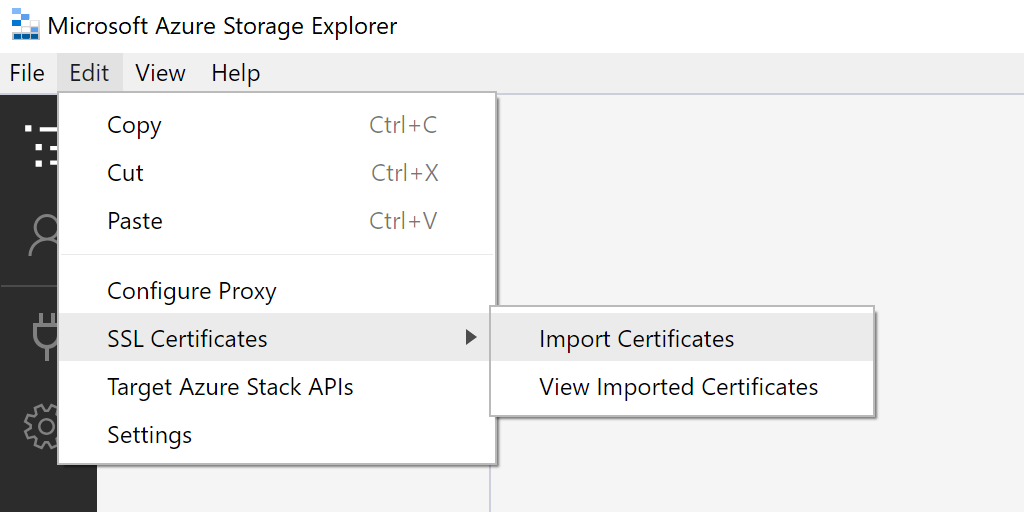 Microsoft Azure Storage Explorer
File Edit View Help
Copy Ctrl+C
Cut Ctrl+X
Paste Ctrl+V
Configure Proxy
SSL Certificates
Import Certificates
Target Azure Stack APIs
View Imported Certificates
Settings